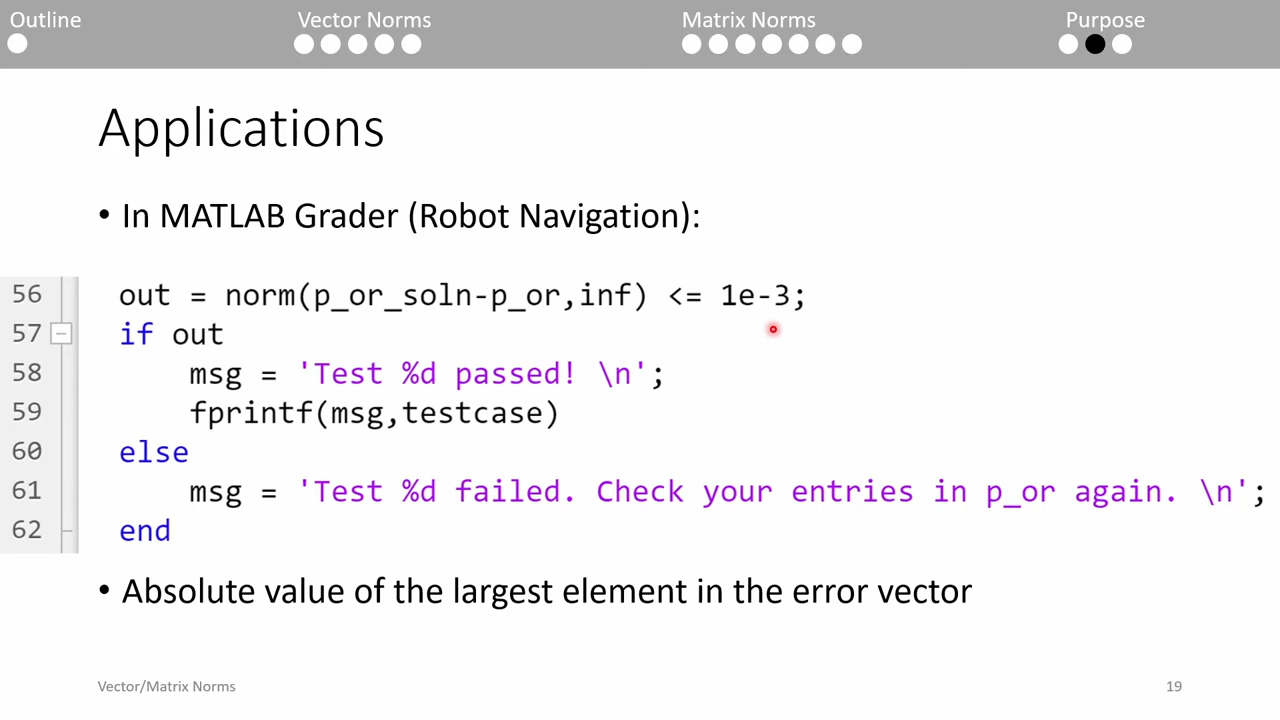 Outline Vector Norms Matrix Norms Purpose
Applications
• In MATLAB Grader (Robot Navigation):
56 out = norm(p_or_soln-p_or,inf) <= 1e-3;
57 if out
58 msg = 'Test %d passed! \n';
59 fprintf(msg,testcase)
60 else
61 msg = 'Test %d failed. Check your entries in p_or again. \n';
62 end
• Absolute value of the largest element in the error vector
Vector/Matrix Norms 19